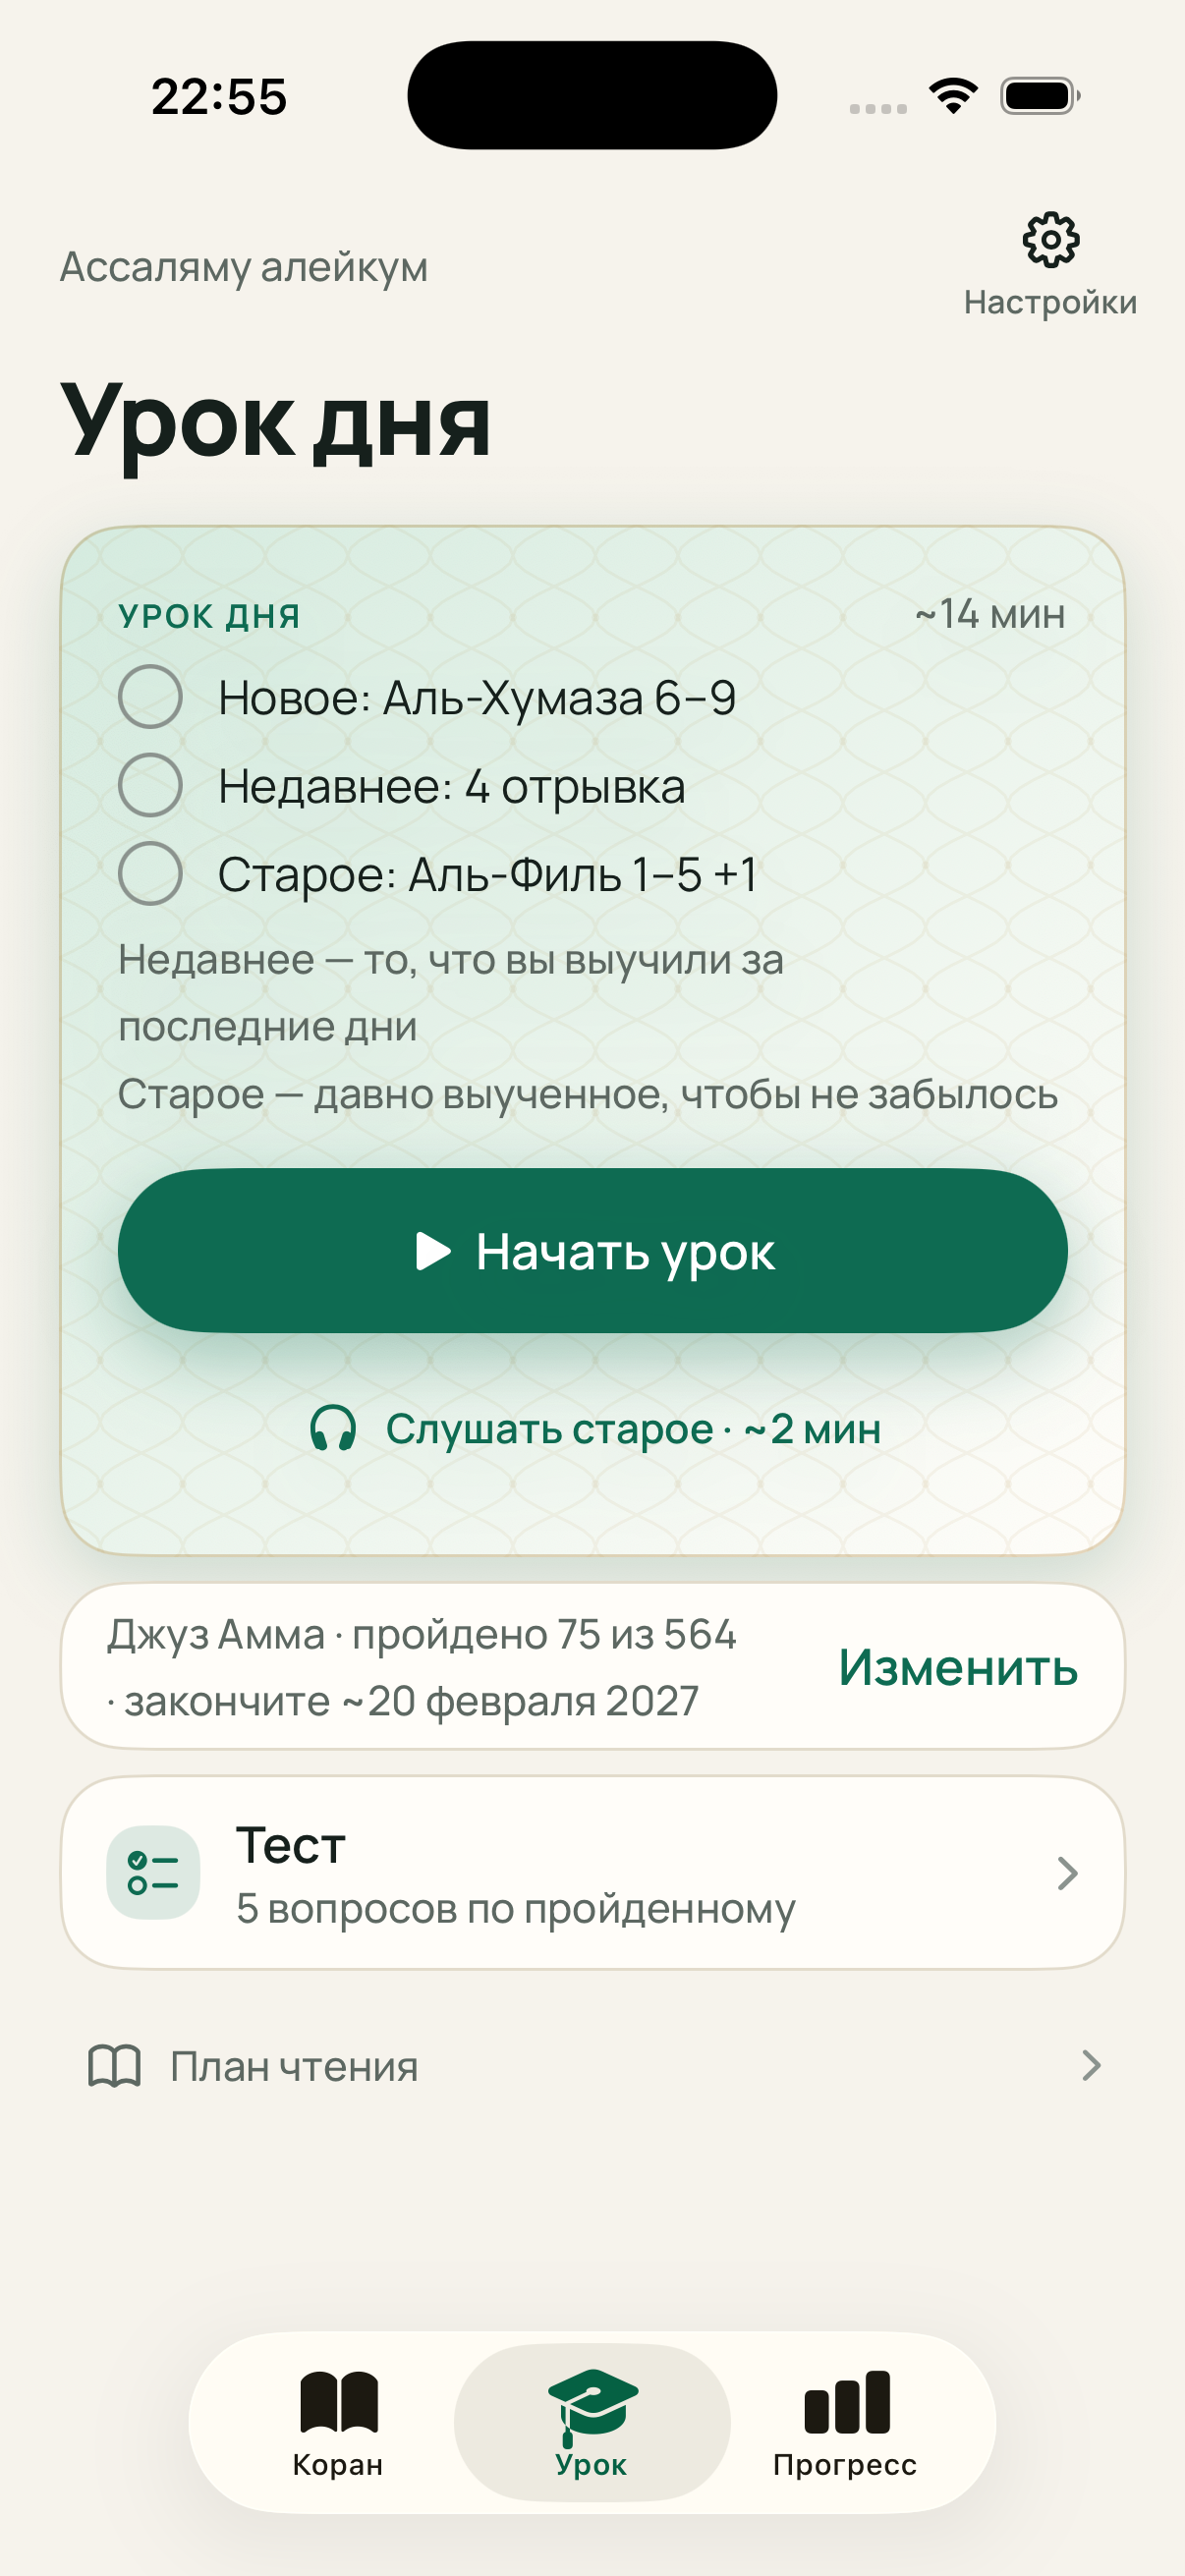 22:55
Ассаляму алейкум
Настройки
Урок дня
УРОК ДНЯ
~14 мин
Новое: Аль-Хумаза 6–9
Недавнее: 4 отрывка
Старое: Аль-Филь 1–5 +1
Недавнее — то, что вы выучили за
последние дни
Старое — давно выученное, чтобы не забылось
Начать урок
Слушать старое · ~2 мин
Джуз Амма · пройдено 75 из 564
· закончите ~20 февраля 2027
Изменить
Тест
5 вопросов по пройденному
План чтения
Коран
Урок
Прогресс